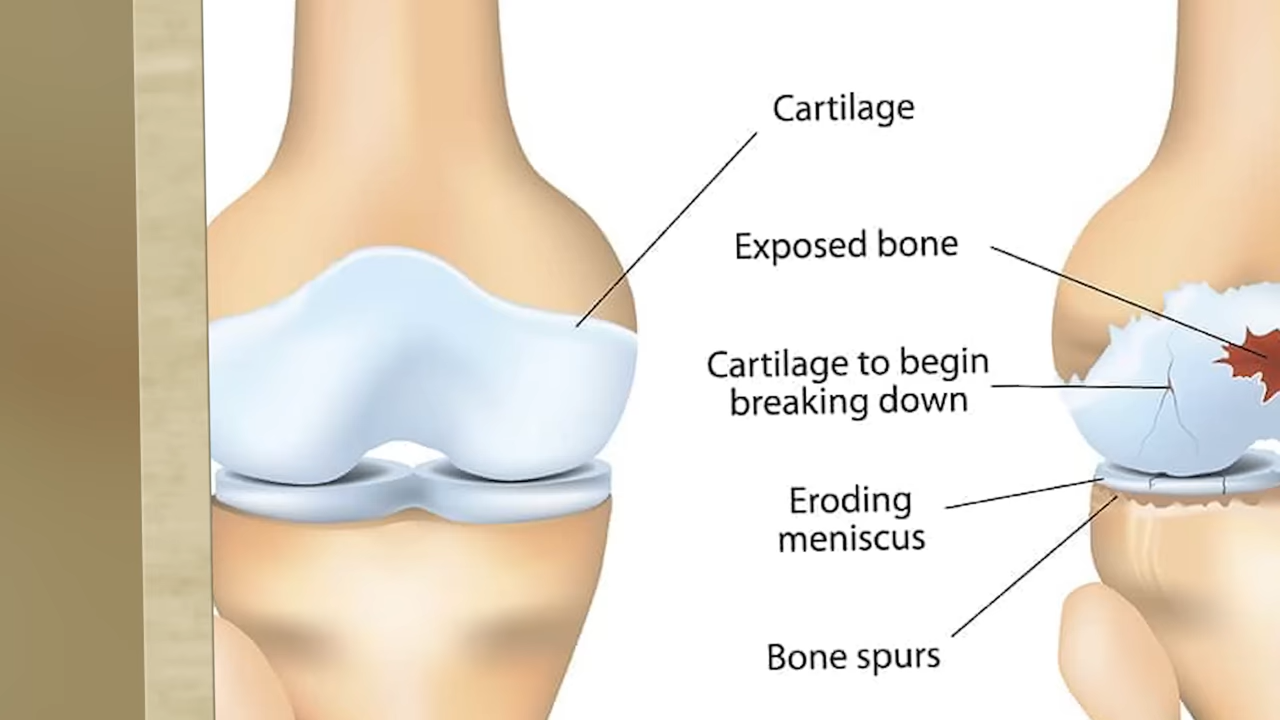 Cartilage
Exposed bone
Cartilage to begin
breaking down
Eroding
meniscus
Bone spurs